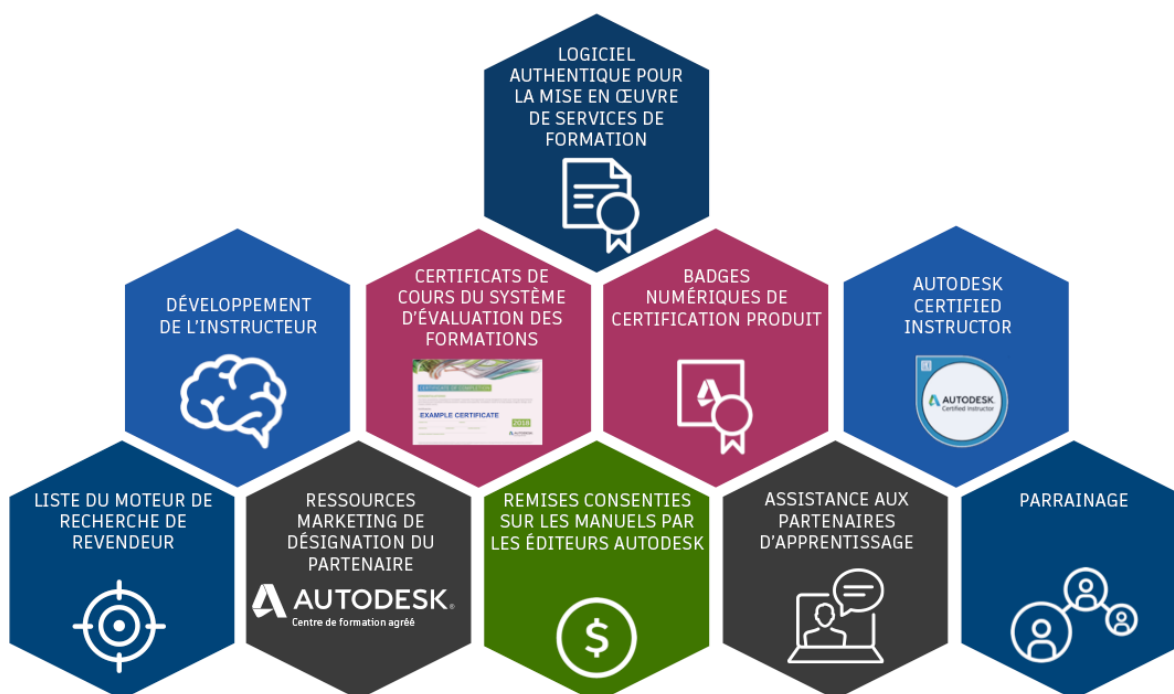 LOGICIEL
AUTHENTIQUE POUR
LA MISE EN ŒUVRE
DE SERVICES DE
FORMATION
DÉVELOPPEMENT
DE L'INSTRUCTEUR
CERTIFICATS DE
COURS DU SYSTÈME
D'ÉVALUATION DES
FORMATIONS
EXAMPLE CERTIFICATE
2018
AUTODESK
BADGES
NUMÉRIQUES DE
CERTIFICATION PRODUIT
AUTODESK
CERTIFIED
INSTRUCTOR
AUTODESK
Certified Instructor
LISTE DU MOTEUR DE
RECHERCHE DE
REVENDEUR
RESSOURCES
MARKETING DE
DÉSIGNATION DU
PARTENAIRE
AUTODESK®
Centre de formation agréé
REMISES CONSENTIES
SUR LES MANUELS PAR
LES ÉDITEURS AUTODESK
$
ASSISTANCE AUX
PARTENAIRES
D'APPRENTISSAGE
PARRAINAGE